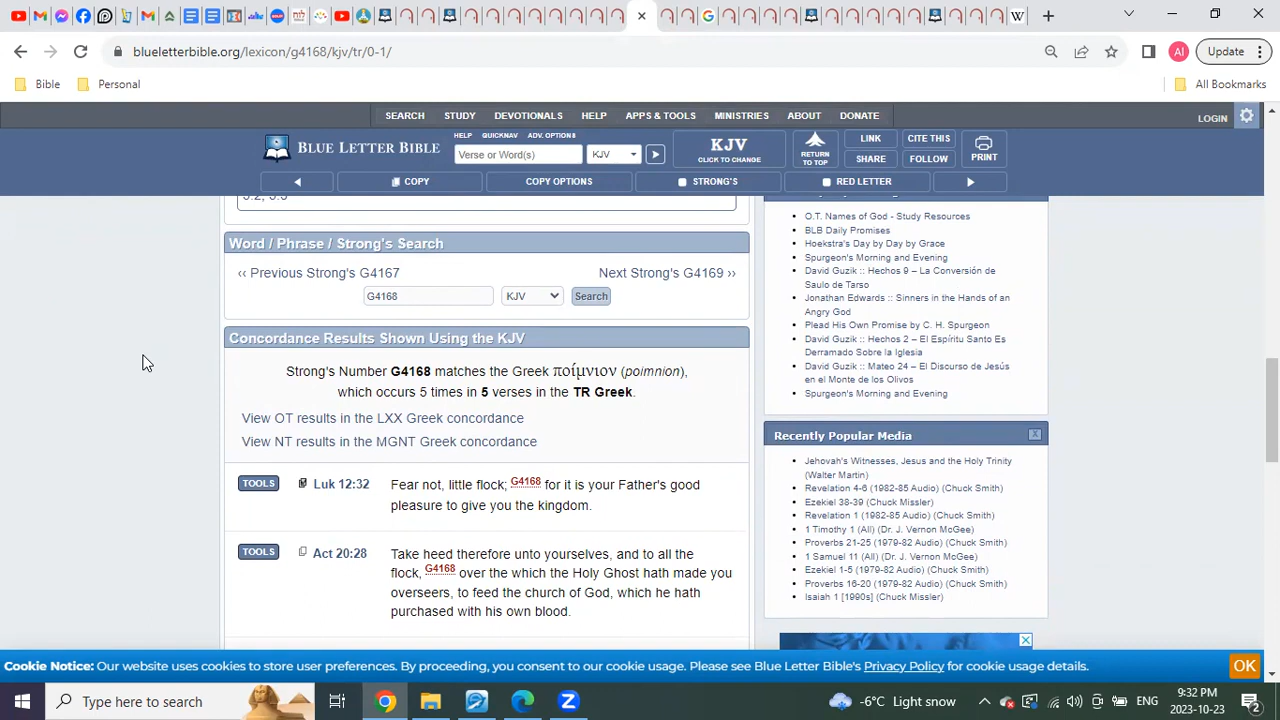 blueletterbible.org/lexicon/g4168/kjv/tr/0-1/
AI
Update
Bible
Personal
All Bookmarks
SEARCH STUDY DEVOTIONALS HELP APPS & TOOLS MINISTRIES ABOUT DONATE
LOGIN
HELP QUICKNAV ADV. OPTIONS
BLUE LETTER BIBLE
Verse or Word(s)
KJV
KJV
CLICK TO CHANGE
RETURN
TO TOP
LINK
CITE THIS
SHARE
FOLLOW
PRINT
COPY
COPY OPTIONS
STRONG'S
RED LETTER
Word / Phrase / Strong's Search
‹‹ Previous Strong's G4167
Next Strong's G4169 ››
G4168
KJV
Search
Concordance Results Shown Using the KJV
Strong's Number G4168 matches the Greek ποίμνιον (poimnion),
which occurs 5 times in 5 verses in the TR Greek.
View OT results in the LXX Greek concordance
View NT results in the MGNT Greek concordance
TOOLS
Luk 12:32
Fear not, little flock; G4168 for it is your Father's good
pleasure to give you the kingdom.
TOOLS
Act 20:28
Take heed therefore unto yourselves, and to all the
flock, G4168 over the which the Holy Ghost hath made you
overseers, to feed the church of God, which he hath
purchased with his own blood.
O.T. Names of God - Study Resources
BLB Daily Promises
Hoekstra's Day by Day by Grace
Spurgeon's Morning and Evening
David Guzik :: Hechos 9 – La Conversión de
Saulo de Tarso
Jonathan Edwards :: Sinners in the Hands of an
Angry God
Plead His Own Promise by C. H. Spurgeon
David Guzik :: Hechos 2 – El Espíritu Santo Es
Derramado Sobre la Iglesia
David Guzik :: Mateo 24 – El Discurso de Jesús
en el Monte de los Olivos
Spurgeon's Morning and Evening
Recently Popular Media
Jehovah's Witnesses, Jesus and the Holy Trinity
(Walter Martin)
Revelation 4-6 (1982-85 Audio) (Chuck Smith)
Ezekiel 38-39 (Chuck Missler)
Revelation 1 (1982-85 Audio) (Chuck Smith)
1 Timothy 1 (All) (Dr. J. Vernon McGee)
Proverbs 21-25 (1979-82 Audio) (Chuck Smith)
1 Samuel 11 (All) (Dr. J. Vernon McGee)
Ezekiel 1-5 (1979-82 Audio) (Chuck Smith)
Proverbs 16-20 (1979-82 Audio) (Chuck Smith)
Isaiah 1 [1990s] (Chuck Missler)
Cookie Notice: Our website uses cookies to store user preferences. By proceeding, you consent to our cookie usage. Please see Blue Letter Bible's Privacy Policy for cookie usage details.
OK
Type here to search
-6°C Light snow
ENG
9:32 PM
2023-10-23
2